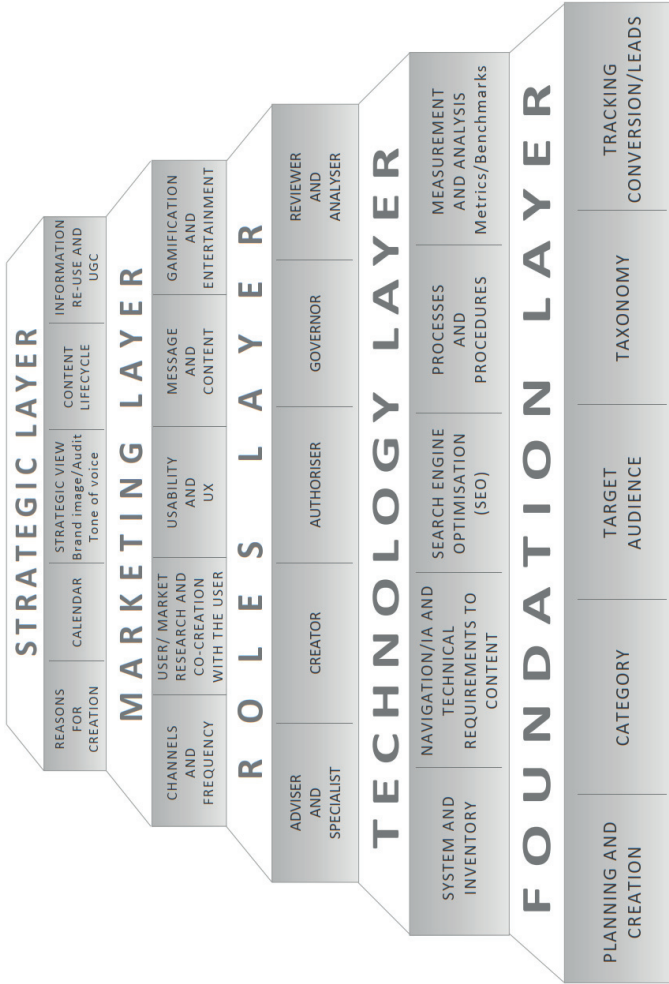 STRATEGIC LAYER
REASONS
FOR
CREATION
CALENDAR
STRATEGIC VIEW
Brand image/Audit
Tone of voice
CONTENT
LIFECYCLE
INFORMATION
RE-USE AND
UGC
MARKETING LAYER
CHANNELS
AND
FREQUENCY
USER/ MARKET
RESEARCH AND
CO-CREATION
WITH THE USER
USABILITY
AND
UX
MESSAGE
AND
CONTENT
GAMIFICATION
AND
ENTERTAINMENT
ROLES LAYER
ADVISER
AND
SPECIALIST
CREATOR
AUTHORISER
GOVERNOR
REVIEWER
AND
ANALYSER
TECHNOLOGY LAYER
SYSTEM AND
INVENTORY
NAVIGATION/IA AND
TECHNICAL
REQUIREMENTS TO
CONTENT
SEARCH ENGINE
OPTIMISATION
(SEO)
PROCESSES
AND
PROCEDURES
MEASUREMENT
AND ANALYSIS
Metrics/Benchmarks
FOUNDATION LAYER
PLANNING AND
CREATION
CATEGORY
TARGET
AUDIENCE
TAXONOMY
TRACKING
CONVERSION/LEADS